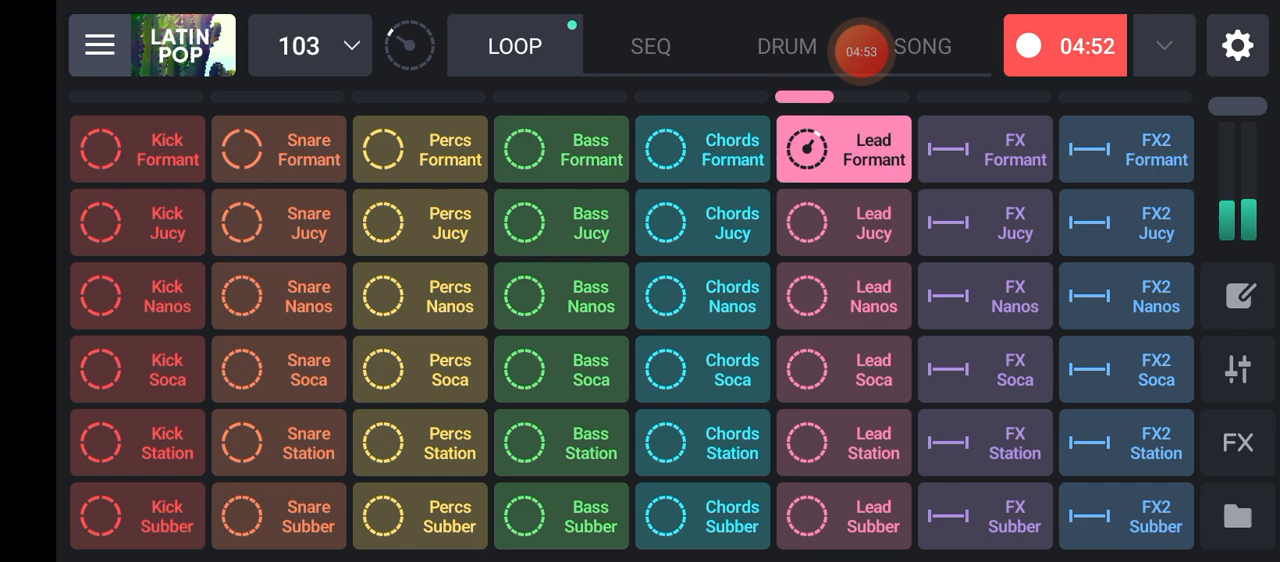 LATIN
POP
103
LOOP
SEQ
DRUM
04:53
SONG
04:52
Kick
Formant
Snare
Formant
Percs
Formant
Bass
Formant
Chords
Formant
Lead
Formant
FX
Formant
FX2
Formant
Kick
Jucy
Snare
Jucy
Percs
Jucy
Bass
Jucy
Chords
Jucy
Lead
Jucy
FX
Jucy
FX2
Jucy
Kick
Nanos
Snare
Nanos
Percs
Nanos
Bass
Nanos
Chords
Nanos
Lead
Nanos
FX
Nanos
FX2
Nanos
Kick
Soca
Snare
Soca
Percs
Soca
Bass
Soca
Chords
Soca
Lead
Soca
FX
Soca
FX2
Soca
Kick
Station
Snare
Station
Percs
Station
Bass
Station
Chords
Station
Lead
Station
FX
Station
FX2
Station
FX
Kick
Subber
Snare
Subber
Percs
Subber
Bass
Subber
Chords
Subber
Lead
Subber
FX
Subber
FX2
Subber